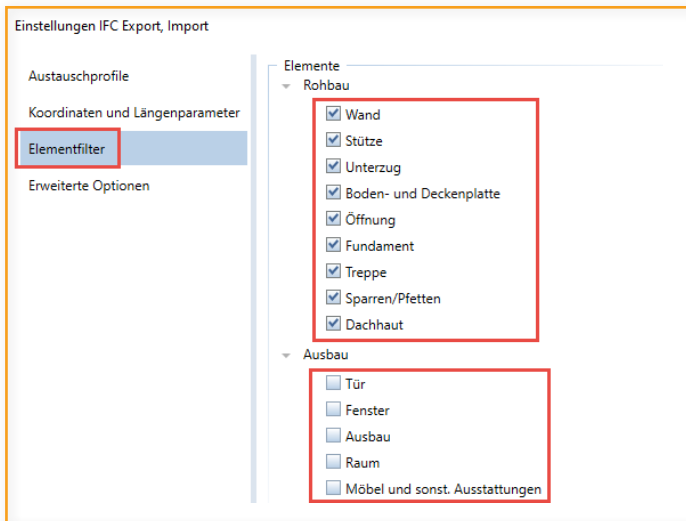 Einstellungen IFC Export, Import
Austauschprofile
Koordinaten und Längenparameter
Elementfilter
Erweiterte Optionen
Elemente
Rohbau
Wand
Stütze
Unterzug
Boden- und Deckenplatte
Öffnung
Fundament
Treppe
Sparren/Pfetten
Dachhaut
Ausbau
Tür
Fenster
Ausbau
Raum
Möbel und sonst. Ausstattungen